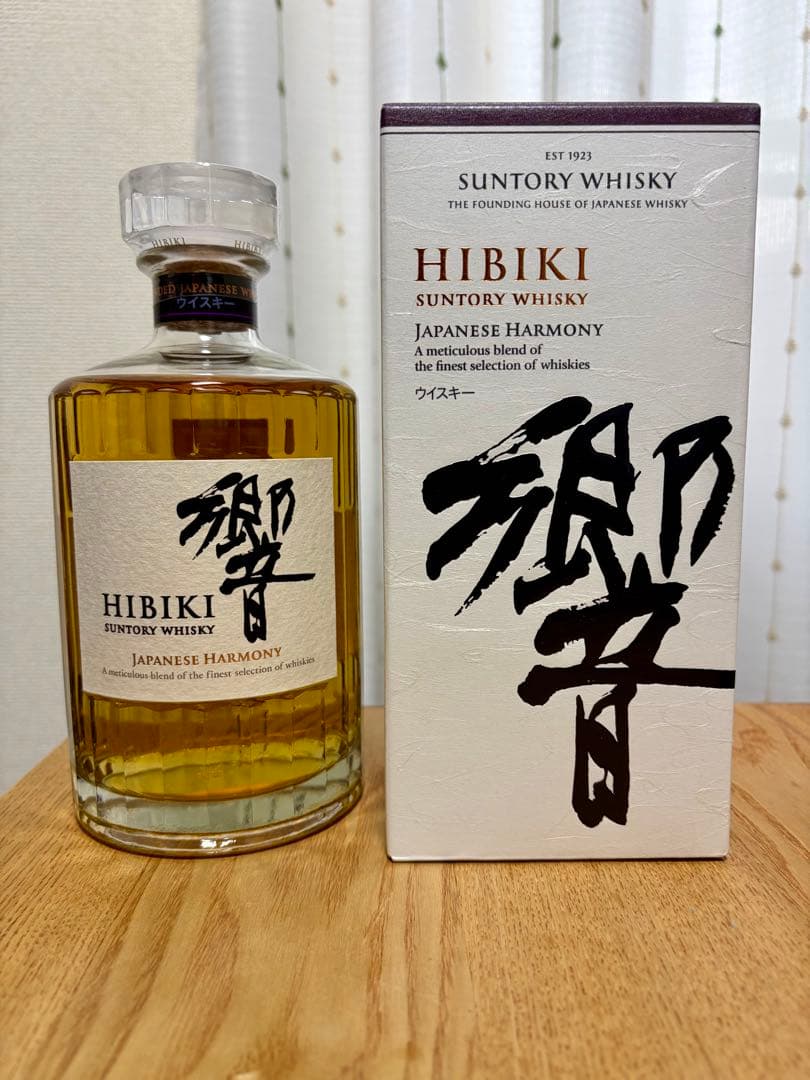 HIBIKI HIBIKI
JAPANESE
ウイスキー
響
HIBIKI
SUNTORY WHISKY
JAPANESE HARMONY
A meticulous blend of the finest selection of whiskies
EST 1923
SUNTORY WHISKY
THE FOUNDING HOUSE OF JAPANESE WHISKY
HIBIKI
SUNTORY WHISKY
JAPANESE HARMONY
A meticulous blend of
the finest selection of whiskies
ウイスキー
響